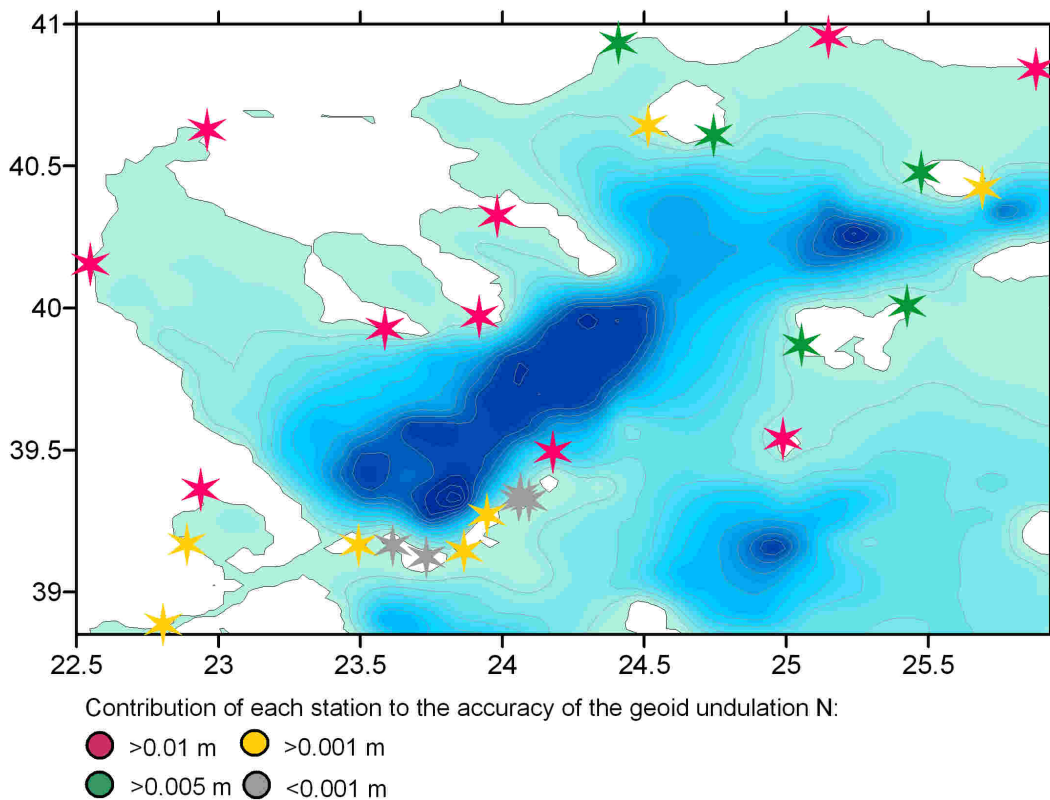 41
40.5
40
39.5
39
22.5 23 23.5 24 24.5 25 25.5
Contribution of each station to the accuracy of the geoid undulation N:
>0.01 m >0.001 m
>0.005 m <0.001 m